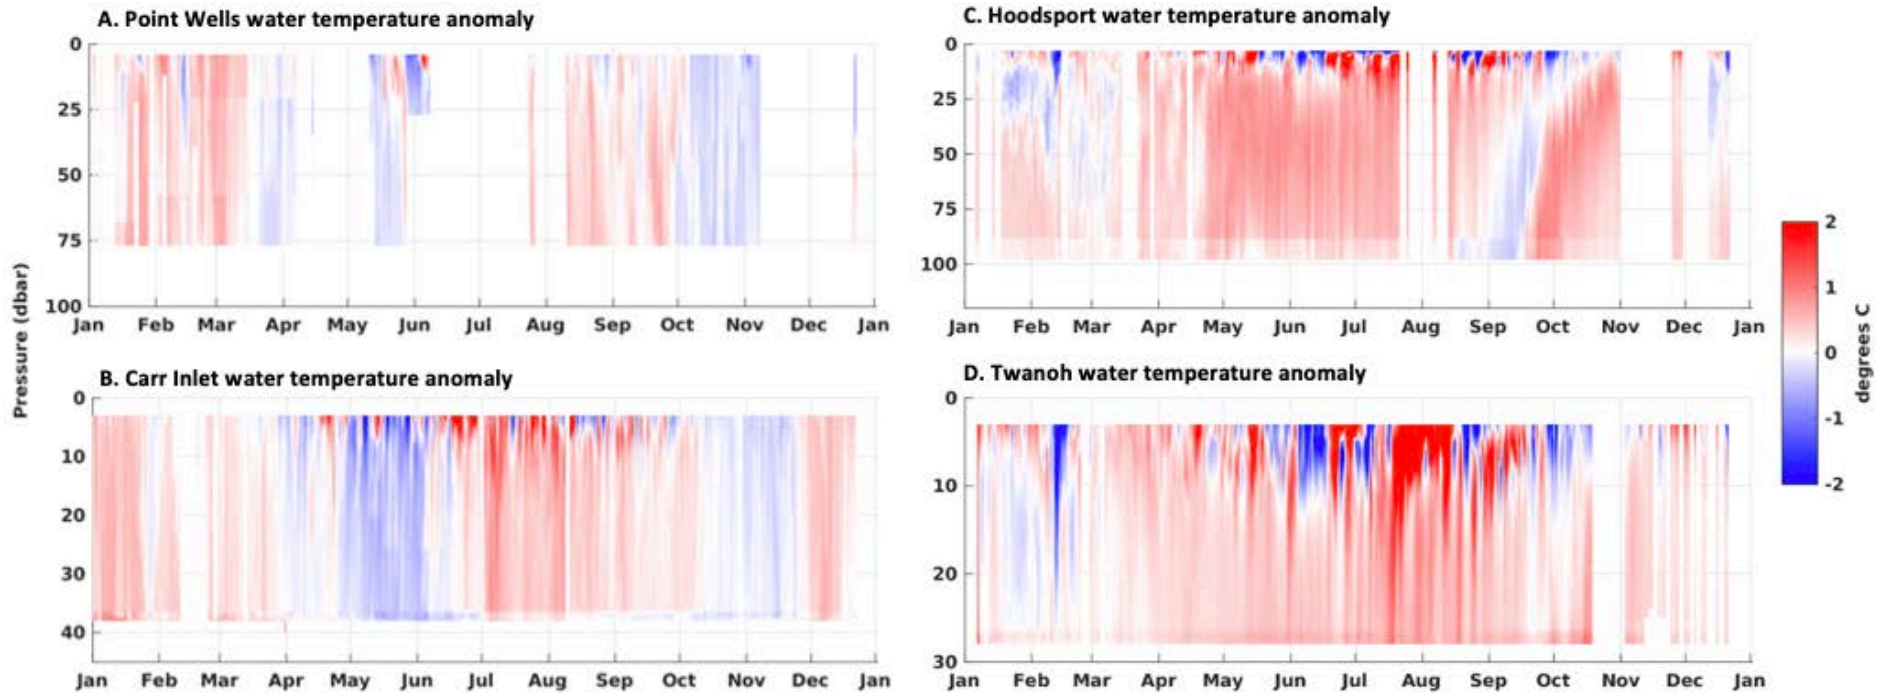 A. Point Wells water temperature anomaly
0
25
50
75
100
Jan Feb Mar Apr May Jun Jul Aug Sep Oct Nov Dec Jan
B. Carr Inlet water temperature anomaly
0
10
20
30
40
Jan Feb Mar Apr May Jun Jul Aug Sep Oct Nov Dec Jan
Pressure (dbar)
C. Hoodsport water temperature anomaly
0
25
50
75
100
Jan Feb Mar Apr May Jun Jul Aug Sep Oct Nov Dec Jan
D. Twanoh water temperature anomaly
0
10
20
30
Jan Feb Mar Apr May Jun Jul Aug Sep Oct Nov Dec Jan
2
1
0
-1
-2
degrees C